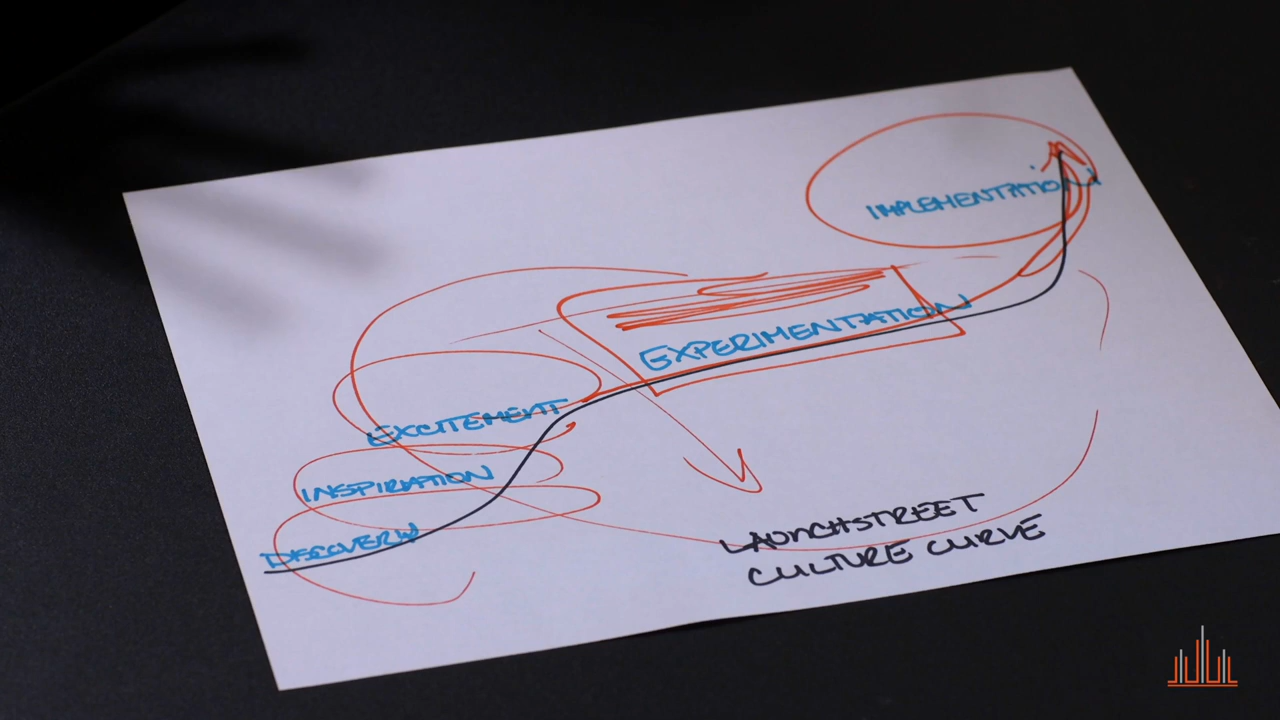 IMPLEMENTATION
EXPERIMENTATION
EXCITEMENT
INSPIRATION
DISCOVERY
LAUNCHSTREET
CULTURE CURVE